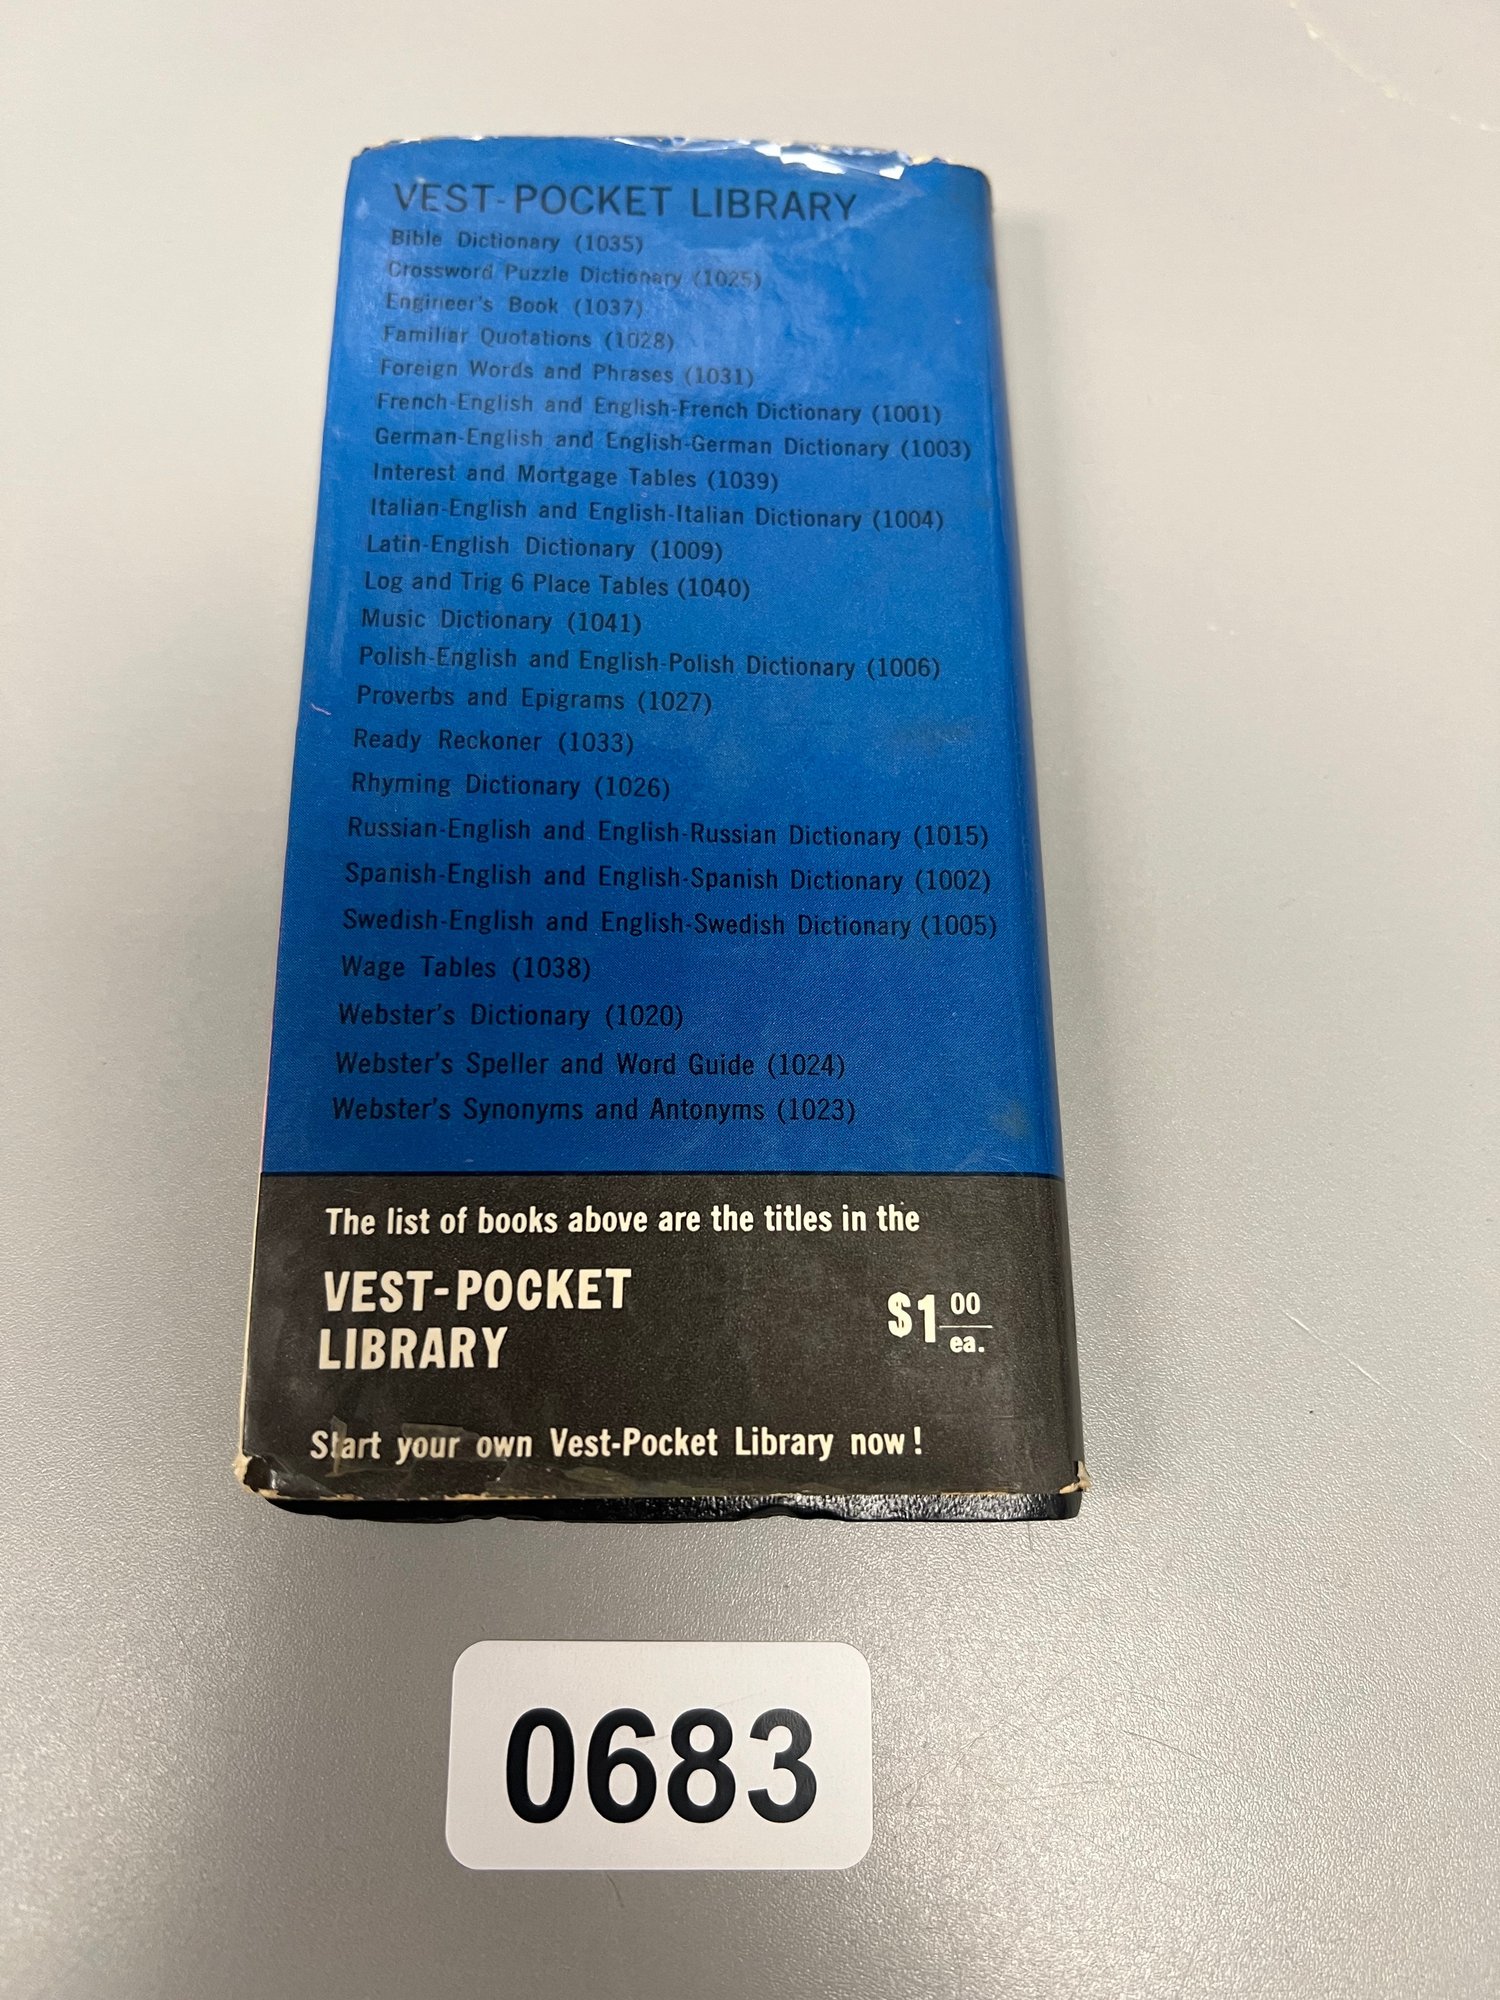 VEST-POCKET LIBRARY
Bible Dictionary (1035)
Crossword Puzzle Dictionary (1025)
Engineer's Book (1037)
Familiar Quotations (1028)
Foreign Words and Phrases (1031)
French-English and English-French Dictionary (1001)
German-English and English-German Dictionary (1003)
Interest and Mortgage Tables (1039)
Italian-English and English-Italian Dictionary (1004)
Latin-English Dictionary (1009)
Log and Trig 6 Place Tables (1040)
Music Dictionary (1041)
Polish-English and English-Polish Dictionary (1006)
Proverbs and Epigrams (1027)
Ready Reckoner (1033)
Rhyming Dictionary (1026)
Russian-English and English-Russian Dictionary (1015)
Spanish-English and English-Spanish Dictionary (1002)
Swedish-English and English-Swedish Dictionary (1005)
Wage Tables (1038)
Webster's Dictionary (1020)
Webster's Speller and Word Guide (1024)
Webster's Synonyms and Antonyms (1023)
The list of books above are the titles in the
VEST-POCKET
LIBRARY
$1 00 ea.
Start your own Vest-Pocket Library now!
0683